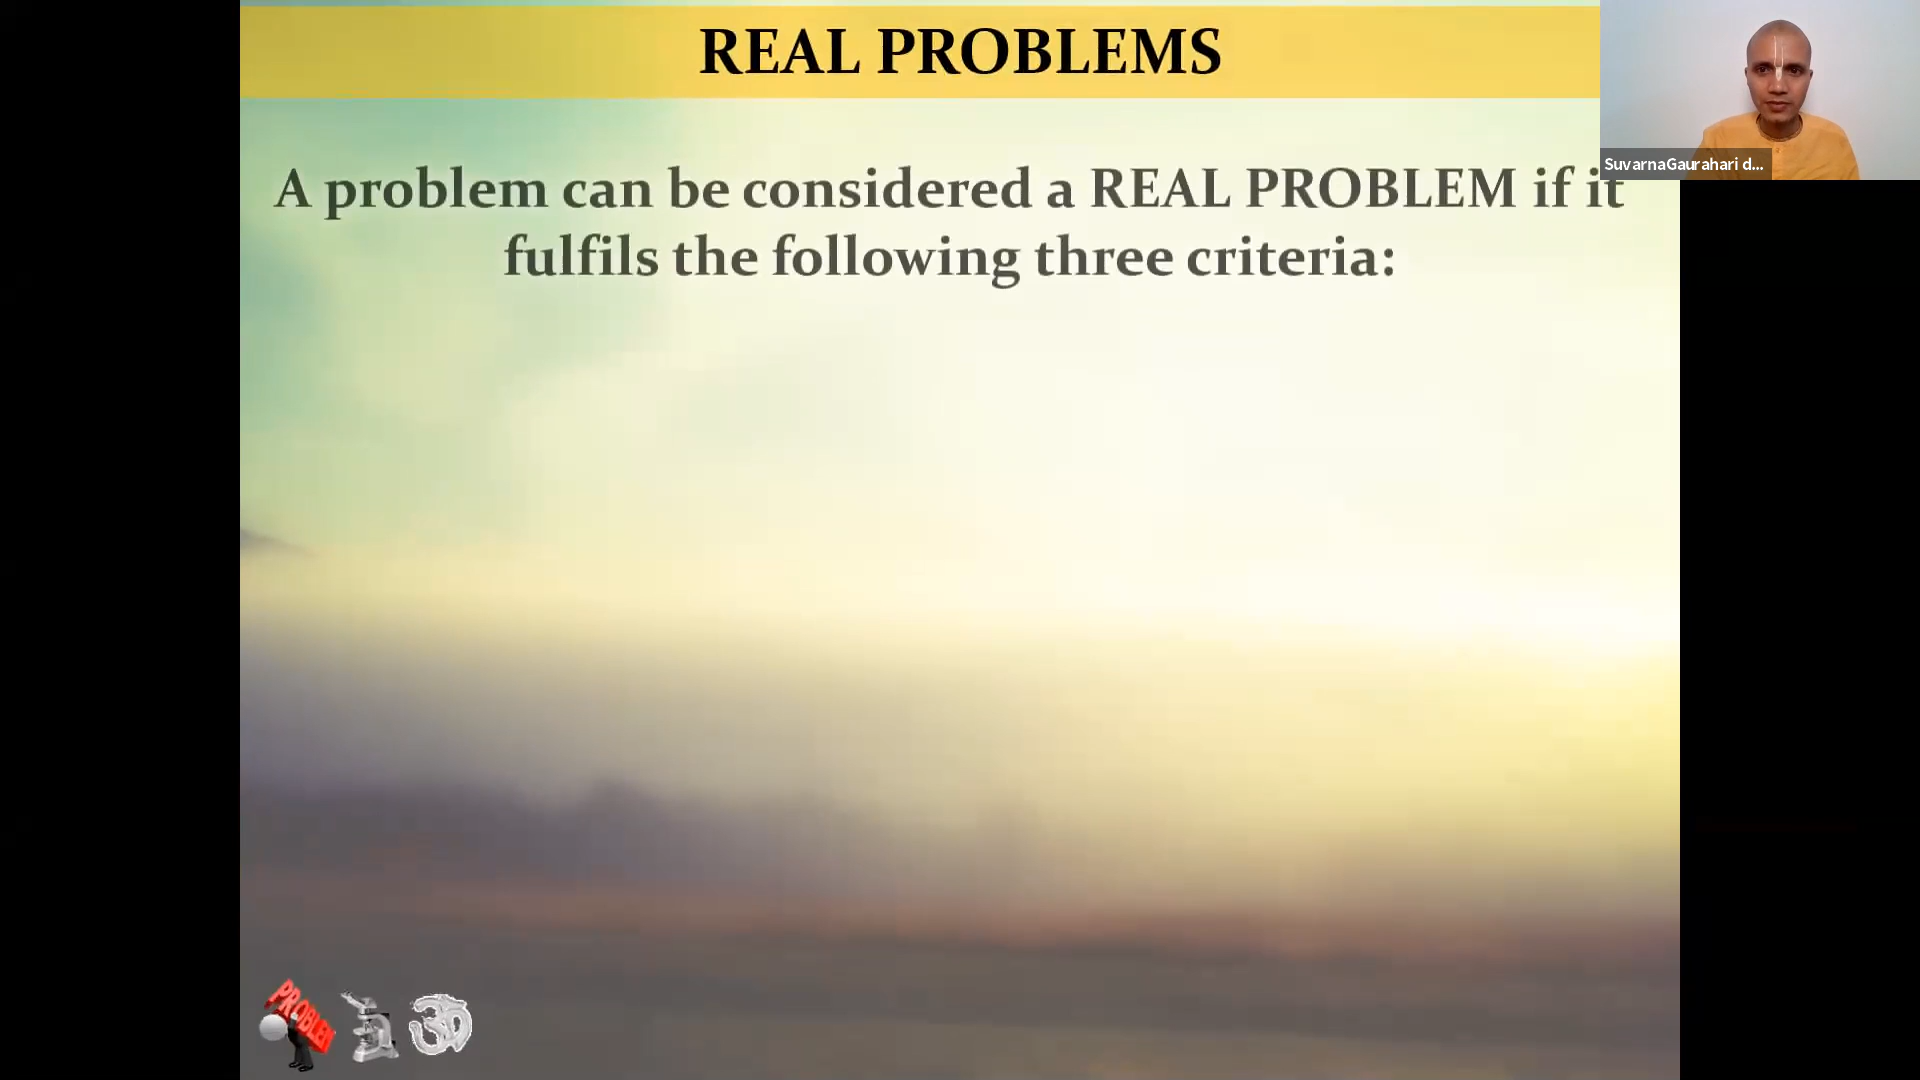 REAL PROBLEMS
A problem can be considered a REAL PROBLEM if it
fulfils the following three criteria:
SuvarnaGaurahari d...
PROBLEM
ॐ